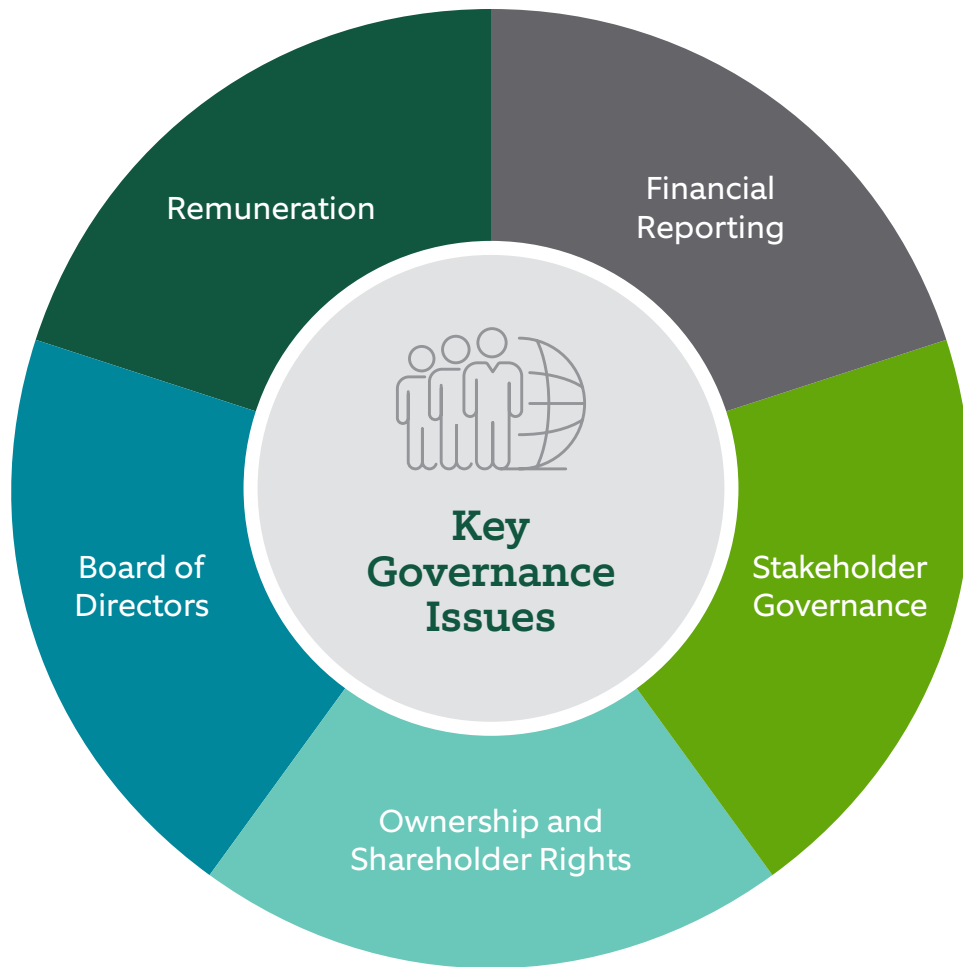 Key
Governance
Issues
Financial
Reporting
Stakeholder
Governance
Ownership and
Shareholder Rights
Board of
Directors
Remuneration